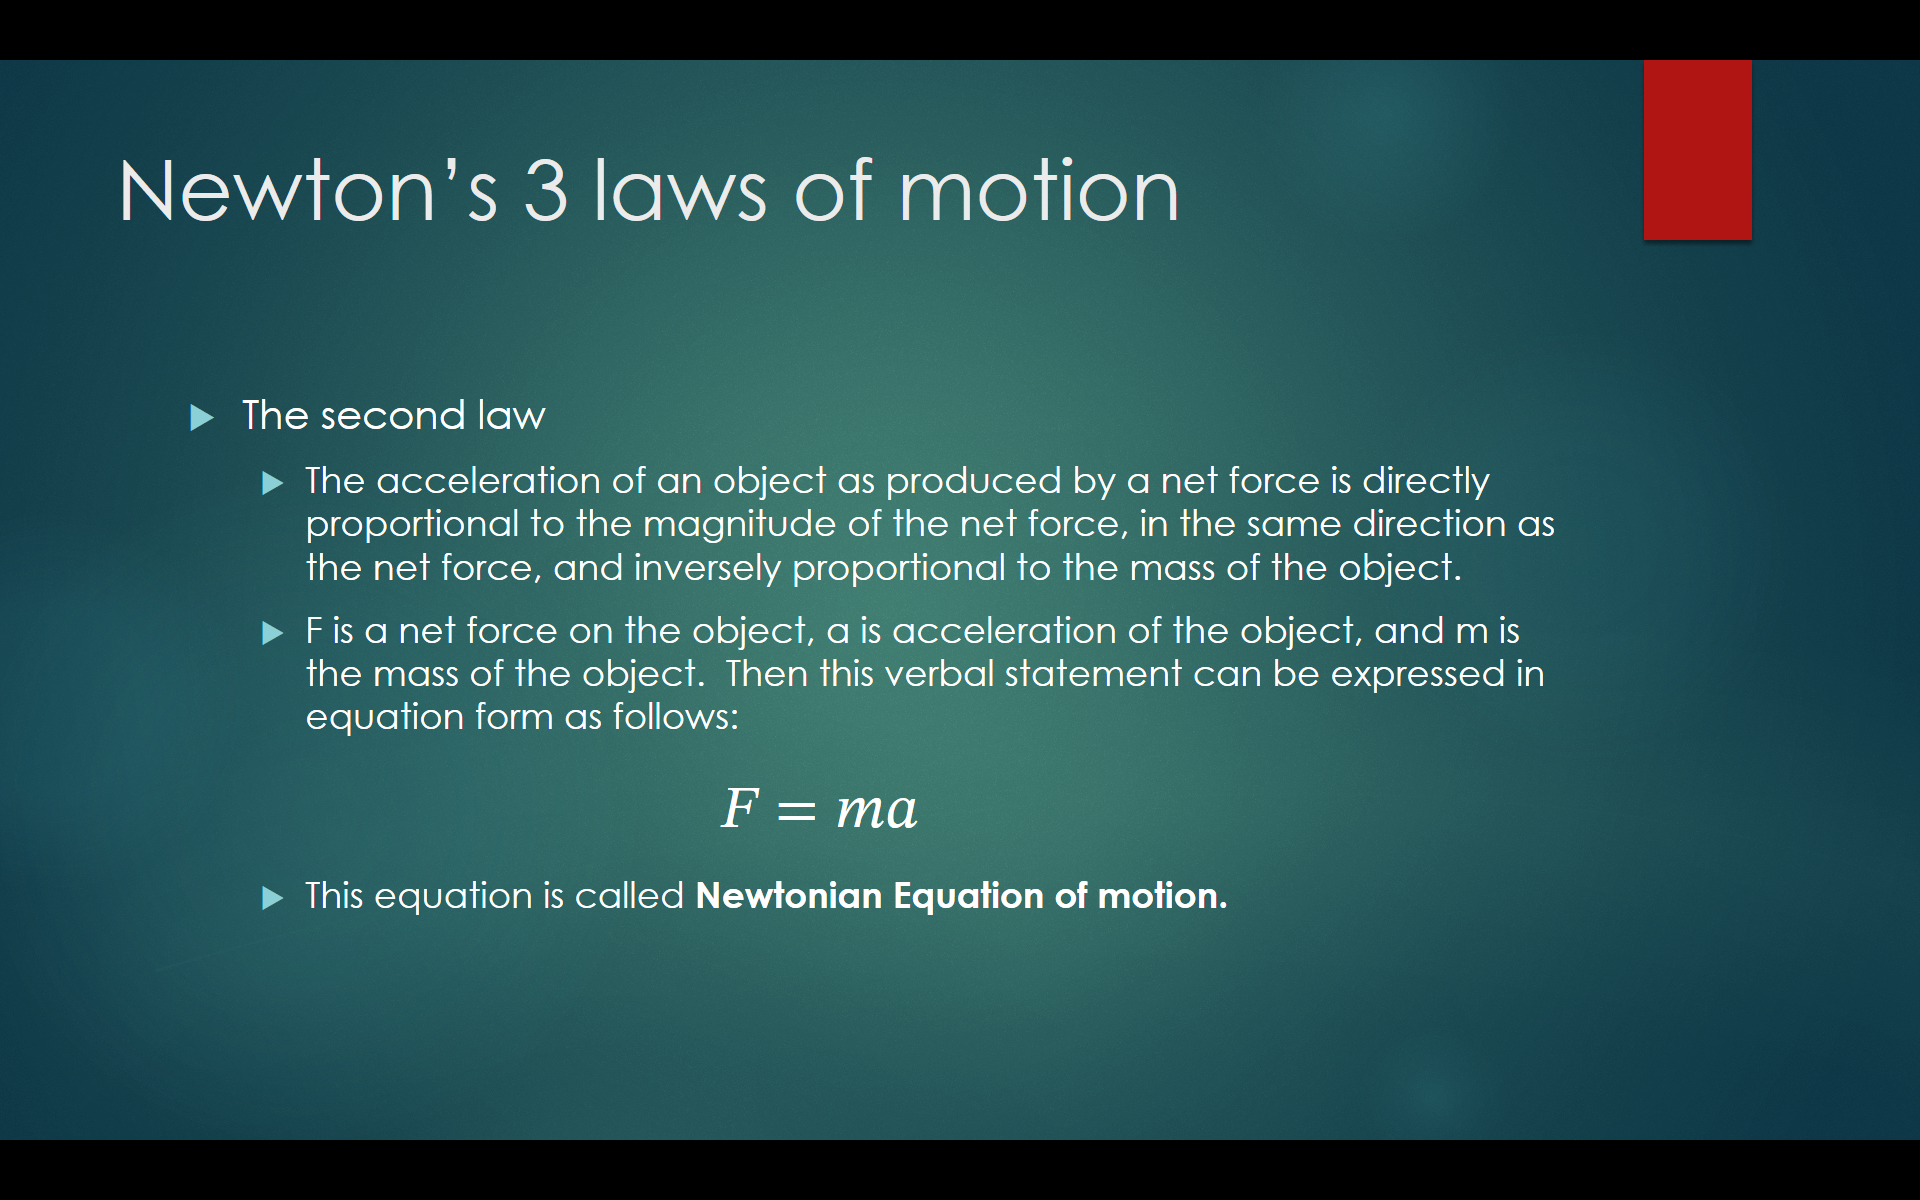 Newton’s 3 laws of motion
The second law
The acceleration of an object as produced by a net force is directly
proportional to the magnitude of the net force, in the same direction as
the net force, and inversely proportional to the mass of the object.
F is a net force on the object, a is acceleration of the object, and m is
the mass of the object.  Then this verbal statement can be expressed in
equation form as follows:
F = ma
This equation is called Newtonian Equation of motion.